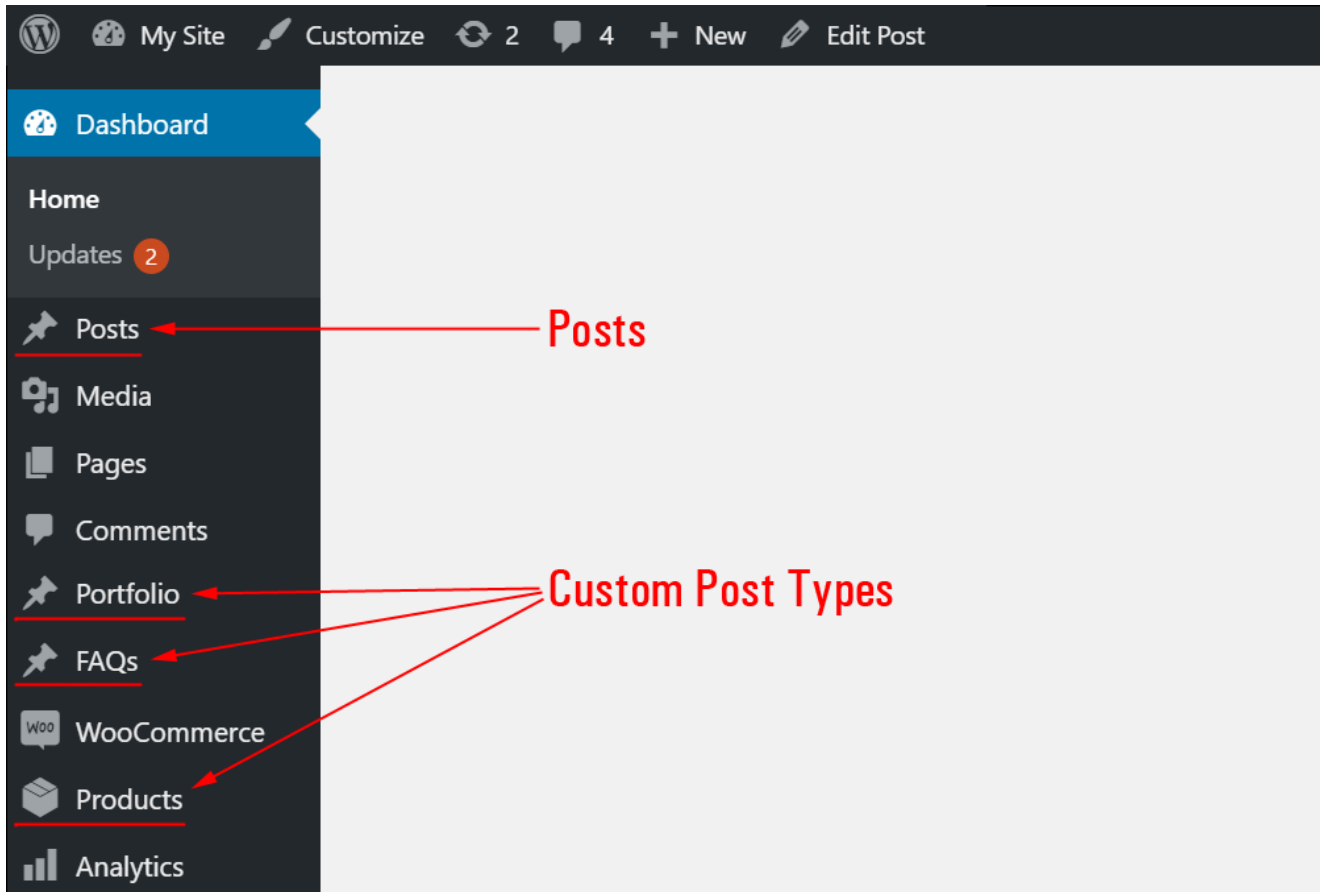 My Site Customize 2 4 New Edit Post
Dashboard
Home
Updates 2
Posts
Posts
Media
Pages
Comments
Portfolio
Custom Post Types
FAQs
Woo WooCommerce
Products
Analytics